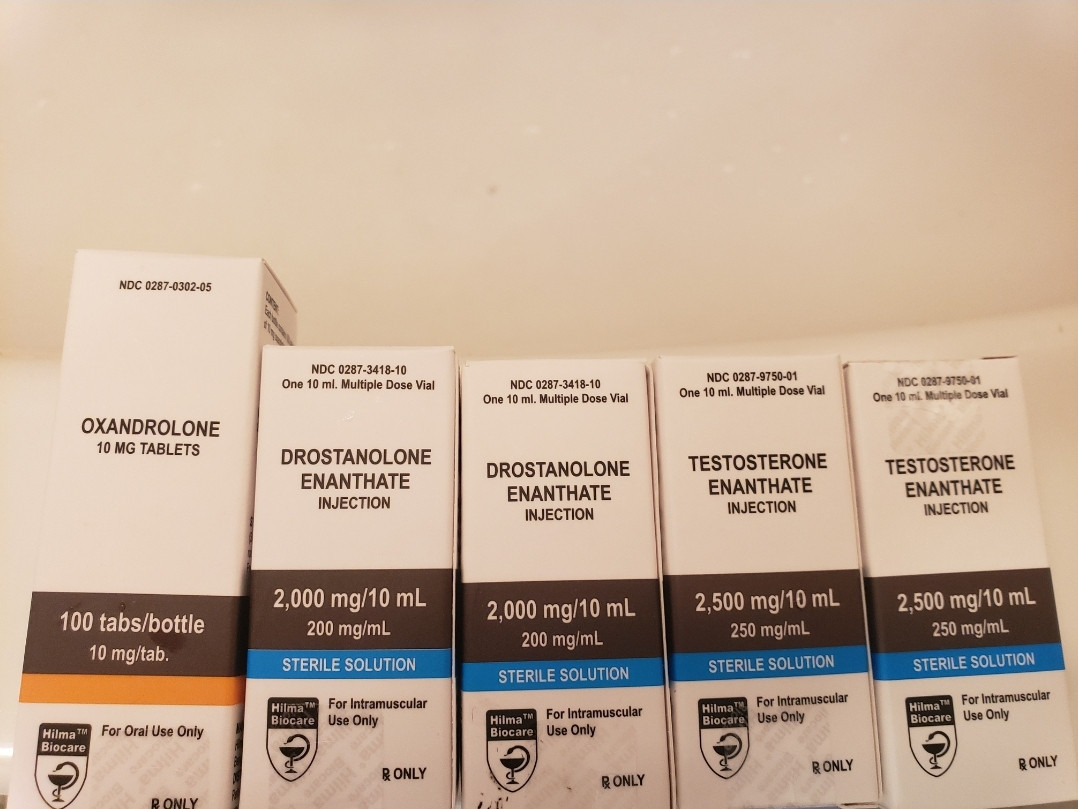 NDC 0287-0302-05
OXANDROLONE
10 MG TABLETS
100 tabs/bottle
10 mg/tab.
Hilma™
Biocare
For Oral Use Only
℞ ONLY
NDC 0287-3418-10
One 10 ml. Multiple Dose Vial
DROSTANOLONE
ENANTHATE
INJECTION
2,000 mg/10 mL
200 mg/mL
STERILE SOLUTION
Hilma™
Biocare
For Intramuscular
Use Only
℞ ONLY
NDC 0287-3418-10
One 10 ml. Multiple Dose Vial
DROSTANOLONE
ENANTHATE
INJECTION
2,000 mg/10 mL
200 mg/mL
STERILE SOLUTION
Hilma™
Biocare
For Intramuscular
Use Only
℞ ONLY
NDC 0287-9750-01
One 10 ml. Multiple Dose Vial
TESTOSTERONE
ENANTHATE
INJECTION
2,500 mg/10 mL
250 mg/mL
STERILE SOLUTION
Hilma™
Biocare
For Intramuscular
Use Only
℞ ONLY
NDC 0287-9750-01
One 10 ml. Multiple Dose Vial
TESTOSTERONE
ENANTHATE
INJECTION
2,500 mg/10 mL
250 mg/mL
STERILE SOLUTION
Hilma™
Biocare
For Intramuscular
Use Only
℞ ONLY